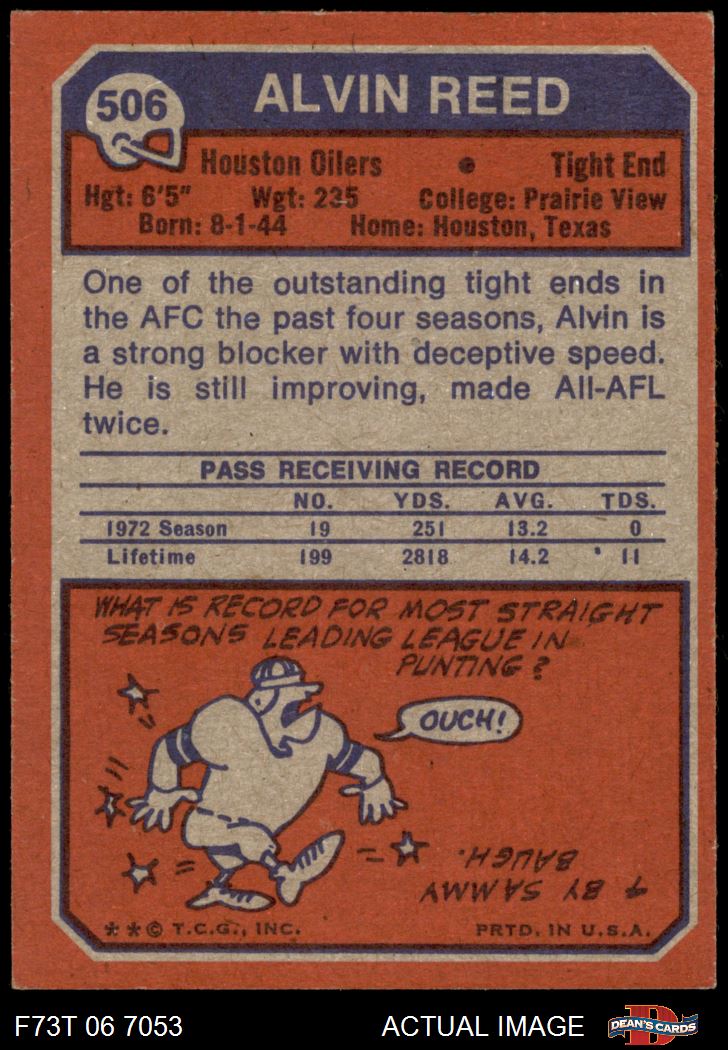 506
ALVIN REED
Houston Oilers • Tight End
Hgt: 6'5" Wgt: 235 College: Prairie View
Born: 8-1-44 Home: Houston, Texas
One of the outstanding tight ends in
the AFC the past four seasons, Alvin is
a strong blocker with deceptive speed.
He is still improving, made All-AFL
twice.
PASS RECEIVING RECORD
NO. YDS. AVG. TDS.
1972 Season 19 251 13.2 0
Lifetime 199 2818 14.2 11
WHAT IS RECORD FOR MOST STRAIGHT
SEASONS LEADING LEAGUE IN
PUNTING?
OUCH!
4 BY SAMMY
BAUGH.
* * © T.C.G., INC. PRTD. IN U.S.A.
F73T 06 7053 ACTUAL IMAGE
D
DEAN'S CARDS